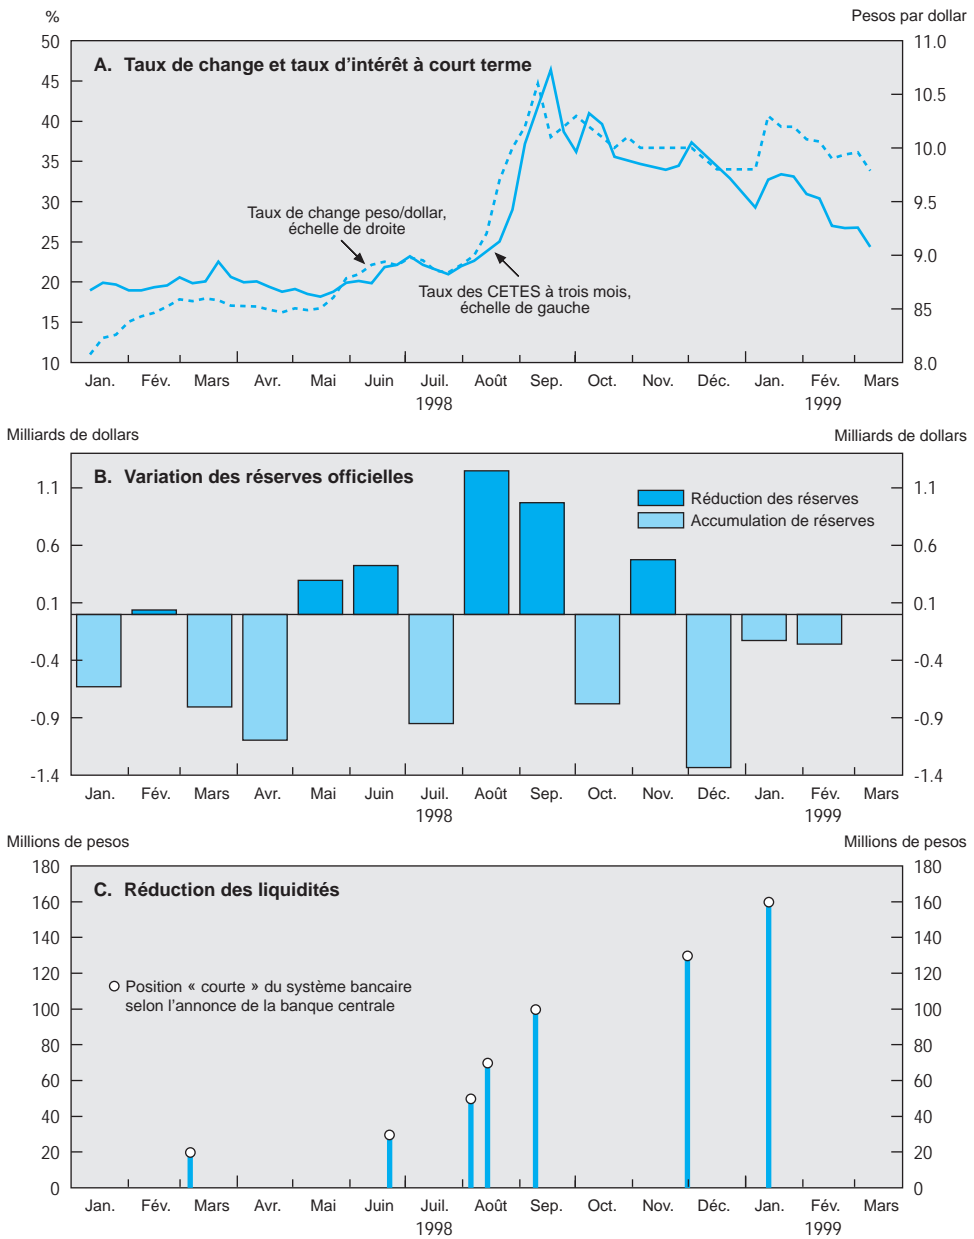 % Pesos par dollar
A. Taux de change et taux d'intérêt à court terme
50 11.0
45 10.5
40
35 10.0
30 9.5
25 9.0
20
15 85
10 8.0
Taux de change peso/dollar,
échelle de droite
Taux des CETES à trois mois,
échelle de gauche
Jan. Fév. Mars Avr. Mai Juin Juil. Août Sep. Oct. Nov. Déc. Jan. Fév. Mars
1998 1999
Milliards de dollars Milliards de dollars
B. Variation des réserves officielles
Réduction des réserves
Accumulation de réserves
1.1 1.1
0.6 0.6
0.1 0.1
-0.4 -0.4
-0.9 -0.9
-1.4 -1.4
Jan. Fév. Mars Avr. Mai Juin Juil. Août Sep. Oct. Nov. Déc. Jan. Fév. Mars
1998 1999
Millions de pesos Millions de pesos
C. Réduction des liquidités
180 180
160 160
140 140
120 120
100 100
80 80
60 60
40 40
20 20
0 0
Position « courte » du système bancaire
selon l'annonce de la banque centrale
Jan. Fév. Mars Avr. Mai Juin Juil. Août Sep. Oct. Nov. Déc. Jan. Fév. Mars
1998 1999